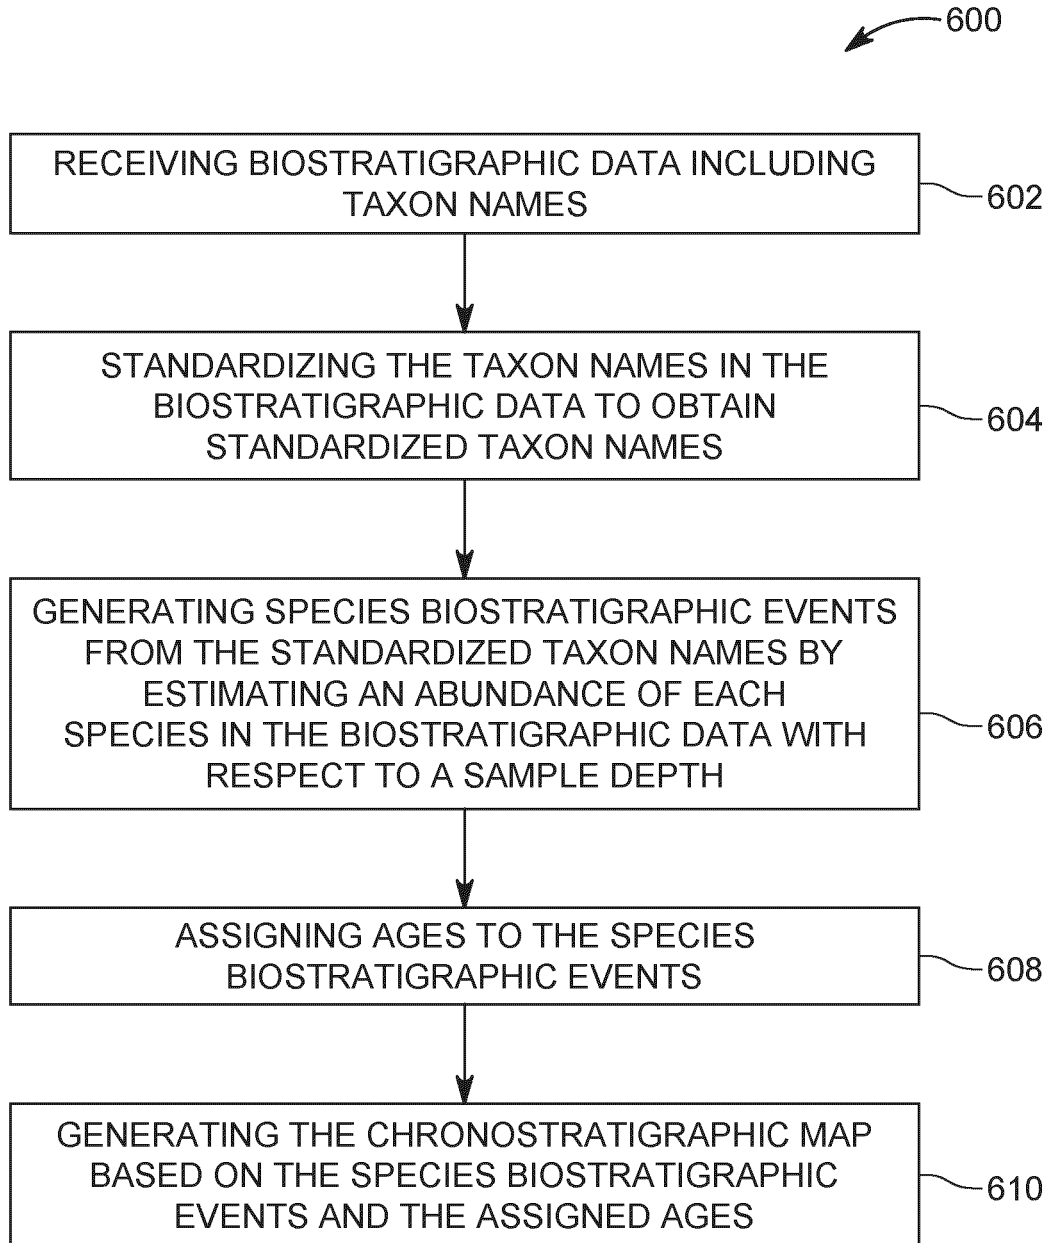 600
RECEIVING BIOSTRATIGRAPHIC DATA INCLUDING
TAXON NAMES
602
STANDARDIZING THE TAXON NAMES IN THE
BIOSTRATIGRAPHIC DATA TO OBTAIN
STANDARDIZED TAXON NAMES
604
GENERATING SPECIES BIOSTRATIGRAPHIC EVENTS
FROM THE STANDARDIZED TAXON NAMES BY
ESTIMATING AN ABUNDANCE OF EACH
SPECIES IN THE BIOSTRATIGRAPHIC DATA WITH
RESPECT TO A SAMPLE DEPTH
606
ASSIGNING AGES TO THE SPECIES
BIOSTRATIGRAPHIC EVENTS
608
GENERATING THE CHRONOSTRATIGRAPHIC MAP
BASED ON THE SPECIES BIOSTRATIGRAPHIC
EVENTS AND THE ASSIGNED AGES
610